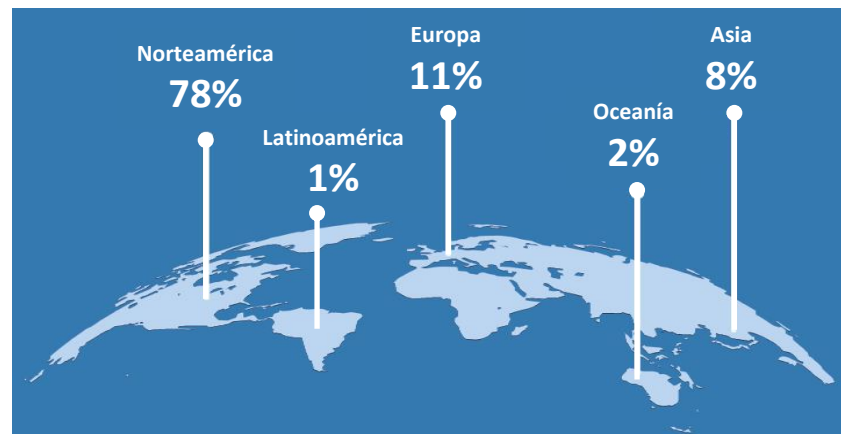 Norteamérica
78%
Latinoamérica
1%
Europa
11%
Oceanía
2%
Asia
8%